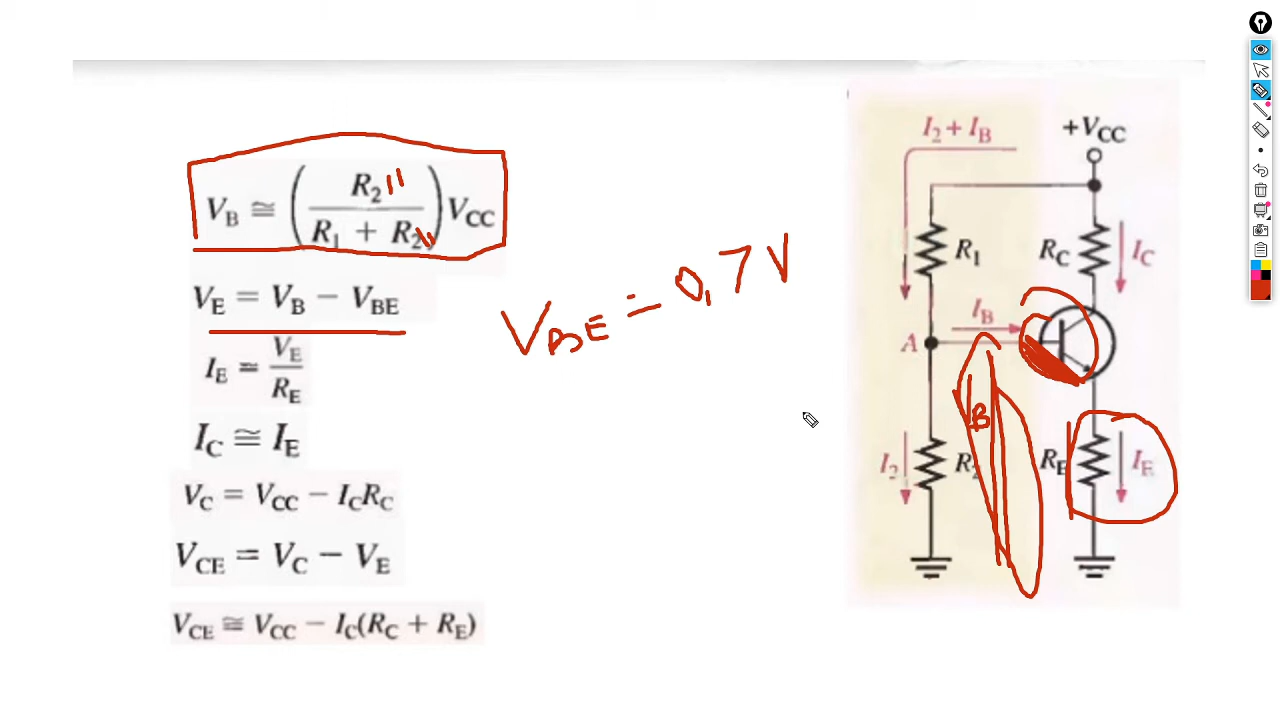 V_B ≅ (R_2 / (R_1 + R_2)) V_CC
V_E = V_B − V_BE
V_BE = 0,7 V
I_E = V_E / R_E
I_C ≅ I_E
V_C = V_CC − I_C R_C
V_CE = V_C − V_E
V_CE ≅ V_CC − I_C(R_C + R_E)
I_2 + I_B
+V_CC
R_1
R_C
I_C
I_B
A
B
I_2
R_2
R_E
I_E